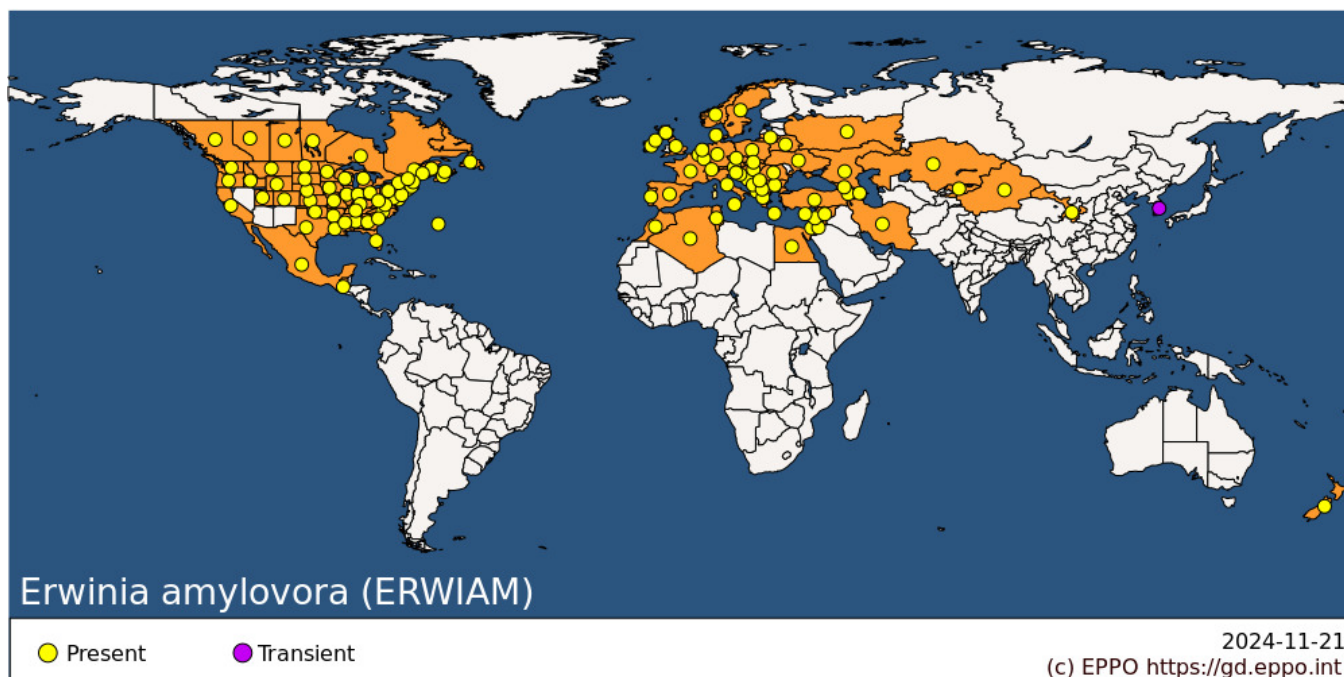 Erwinia amylovora (ERWIAM)
Present
Transient
2024-11-21
(c) EPPO https://gd.eppo.int